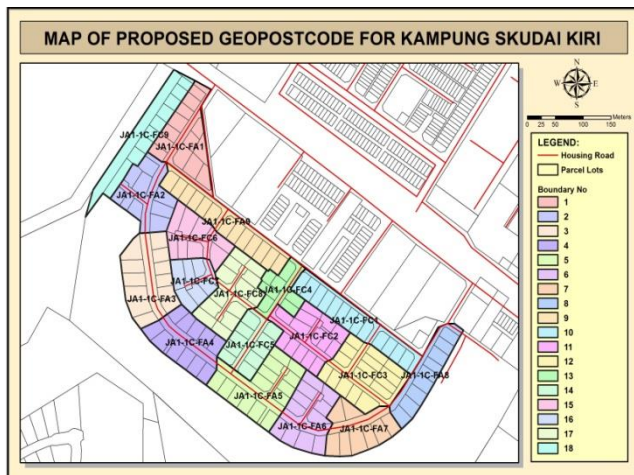 MAP OF PROPOSED GEOPOSTCODE FOR KAMPUNG SKUDAI KIRI
N
W E
S
0 25 50 100 150
Meters
LEGEND:
Housing Road
Parcel Lots
Boundary No
1
2
3
4
5
6
7
8
9
10
11
12
13
14
15
16
17
18
JA1-1C-FC9
JA1-1C-FA1
JA1-1C-FA2
JA1-1C-FA9
JA1-1C-FC6
JA1-1C-FA3
JA1-1C-FC8
JA1-1C-FC4
JA1-1C-FC1
JA1-1C-FC2
JA1-1C-FA4
JA1-1C-FC5
JA1-1C-FC3
JA1-1C-FA8
JA1-1C-FA5
JA1-1C-FA6
JA1-1C-FA7